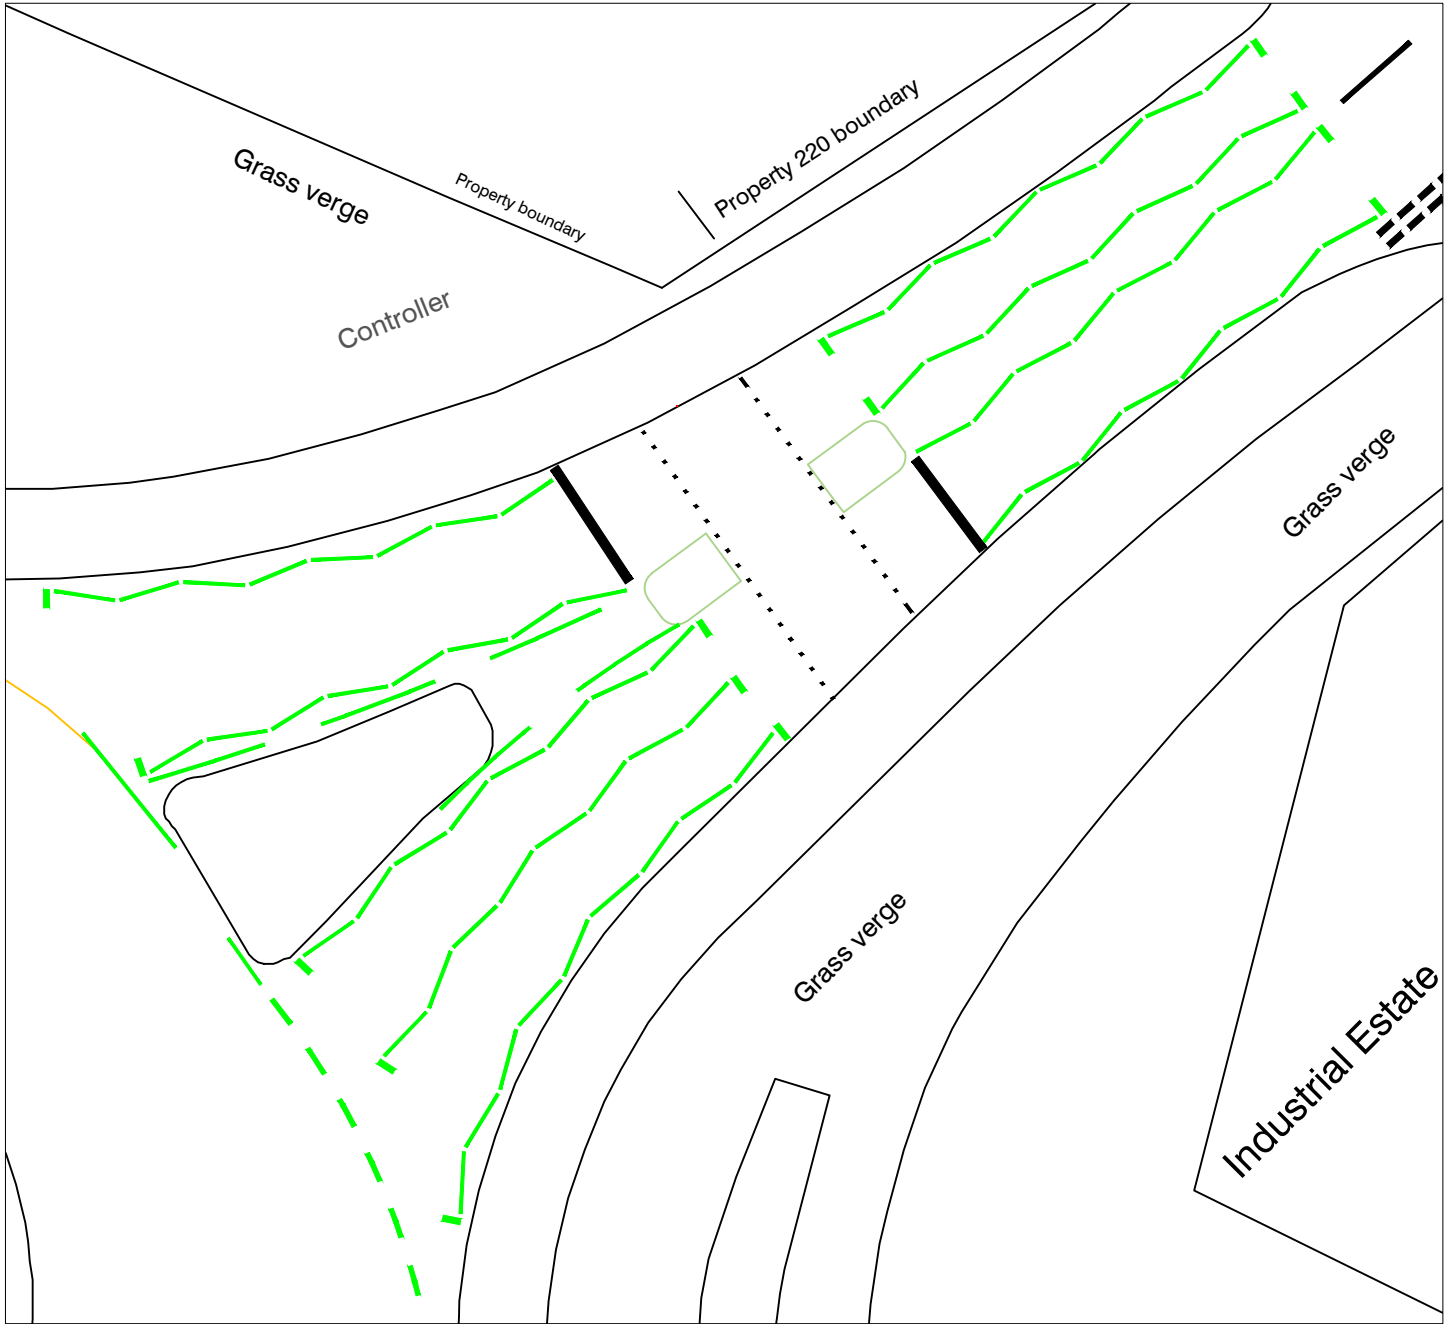 Grass verge
Property boundary
Property 220 boundary
Controller
Grass verge
Grass verge
Industrial Estate